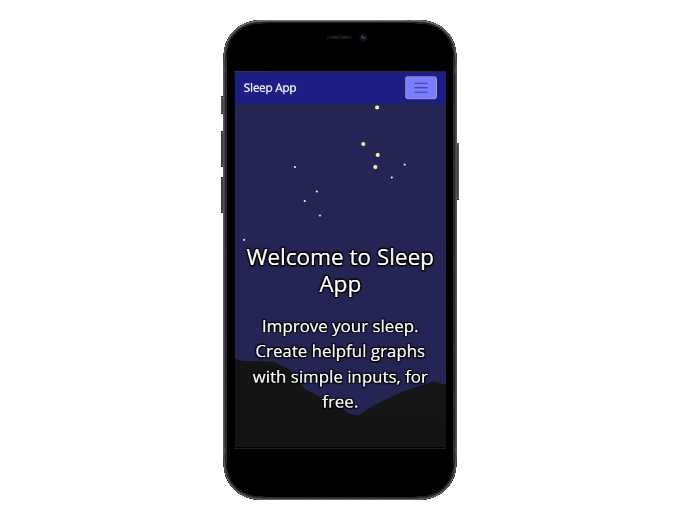 Sleep App
Welcome to Sleep
App
Improve your sleep.
Create helpful graphs
with simple inputs, for
free.